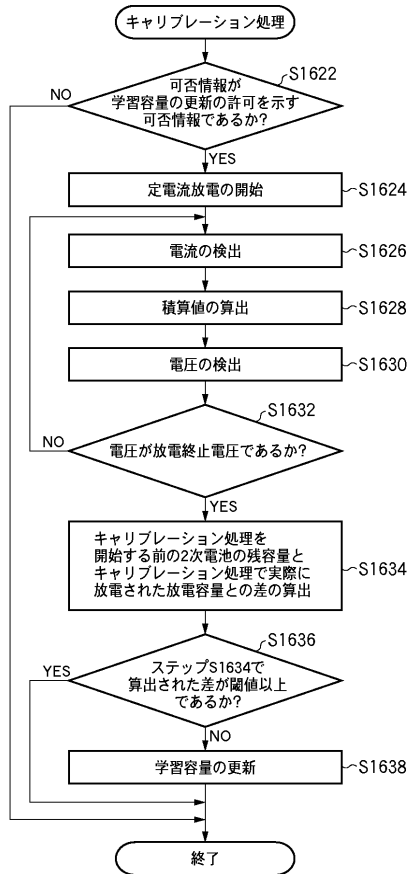 キャリブレーション処理
S1622
NO
可否情報が
学習容量の更新の許可を示す
可否情報であるか?
YES
定電流放電の開始
S1624
電流の検出
S1626
積算値の算出
S1628
電圧の検出
S1630
S1632
NO
電圧が放電終止電圧であるか?
YES
キャリブレーション処理を
開始する前の2次電池の残容量と
キャリブレーション処理で実際に
放電された放電容量との差の算出
S1634
S1636
YES
ステップS1634で
算出された差が閾値以上
であるか?
NO
学習容量の更新
S1638
終了